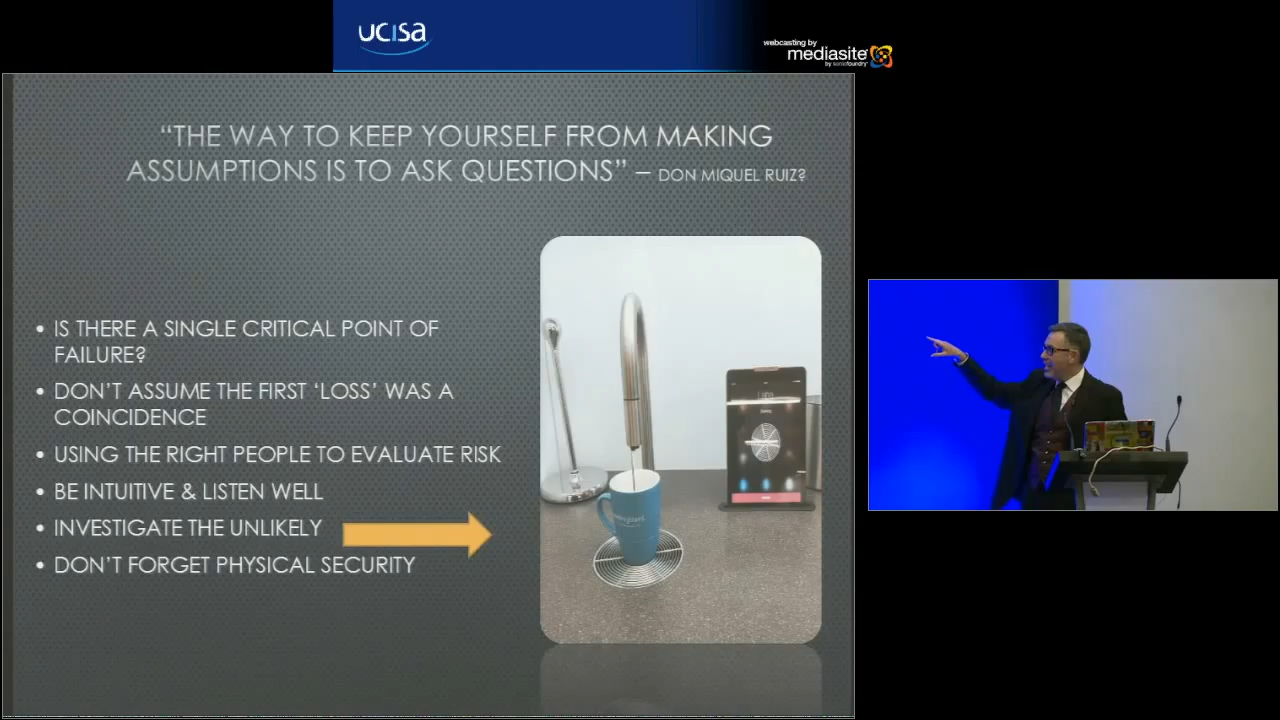 ucisa
webcasting by
mediasite
by sonicfoundry
“THE WAY TO KEEP YOURSELF FROM MAKING
ASSUMPTIONS IS TO ASK QUESTIONS” – DON MIQUEL RUIZ?
• IS THERE A SINGLE CRITICAL POINT OF
FAILURE?
• DON’T ASSUME THE FIRST ‘LOSS’ WAS A
COINCIDENCE
• USING THE RIGHT PEOPLE TO EVALUATE RISK
• BE INTUITIVE & LISTEN WELL
• INVESTIGATE THE UNLIKELY
• DON’T FORGET PHYSICAL SECURITY